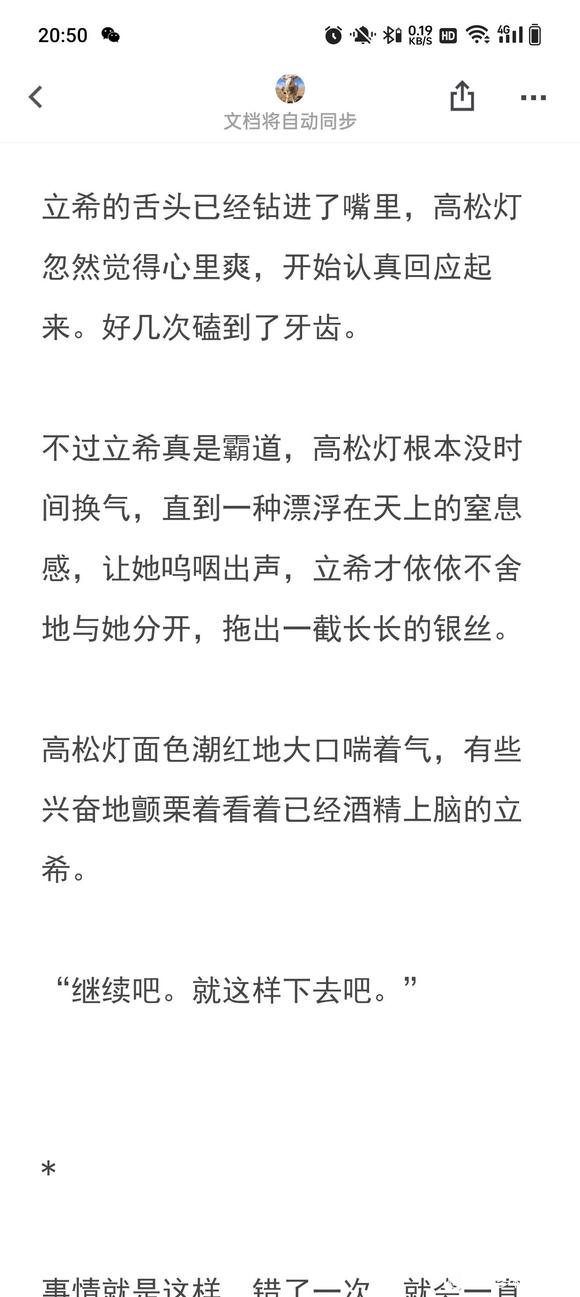 20:50
0.19
KB/S
HD
4G
文档将自动同步
立希的舌头已经钻进了嘴里，高松灯
忽然觉得心里爽，开始认真回应起
来。好几次磕到了牙齿。
不过立希真是霸道，高松灯根本没时
间换气，直到一种漂浮在天上的窒息
感，让她呜咽出声，立希才依依不舍
地与她分开，拖出一截长长的银丝。
高松灯面色潮红地大口喘着气，有些
兴奋地颤栗着看着已经酒精上脑的立
希。
“继续吧。就这样下去吧。”
*
事情就是这样，错了一次，就会一直